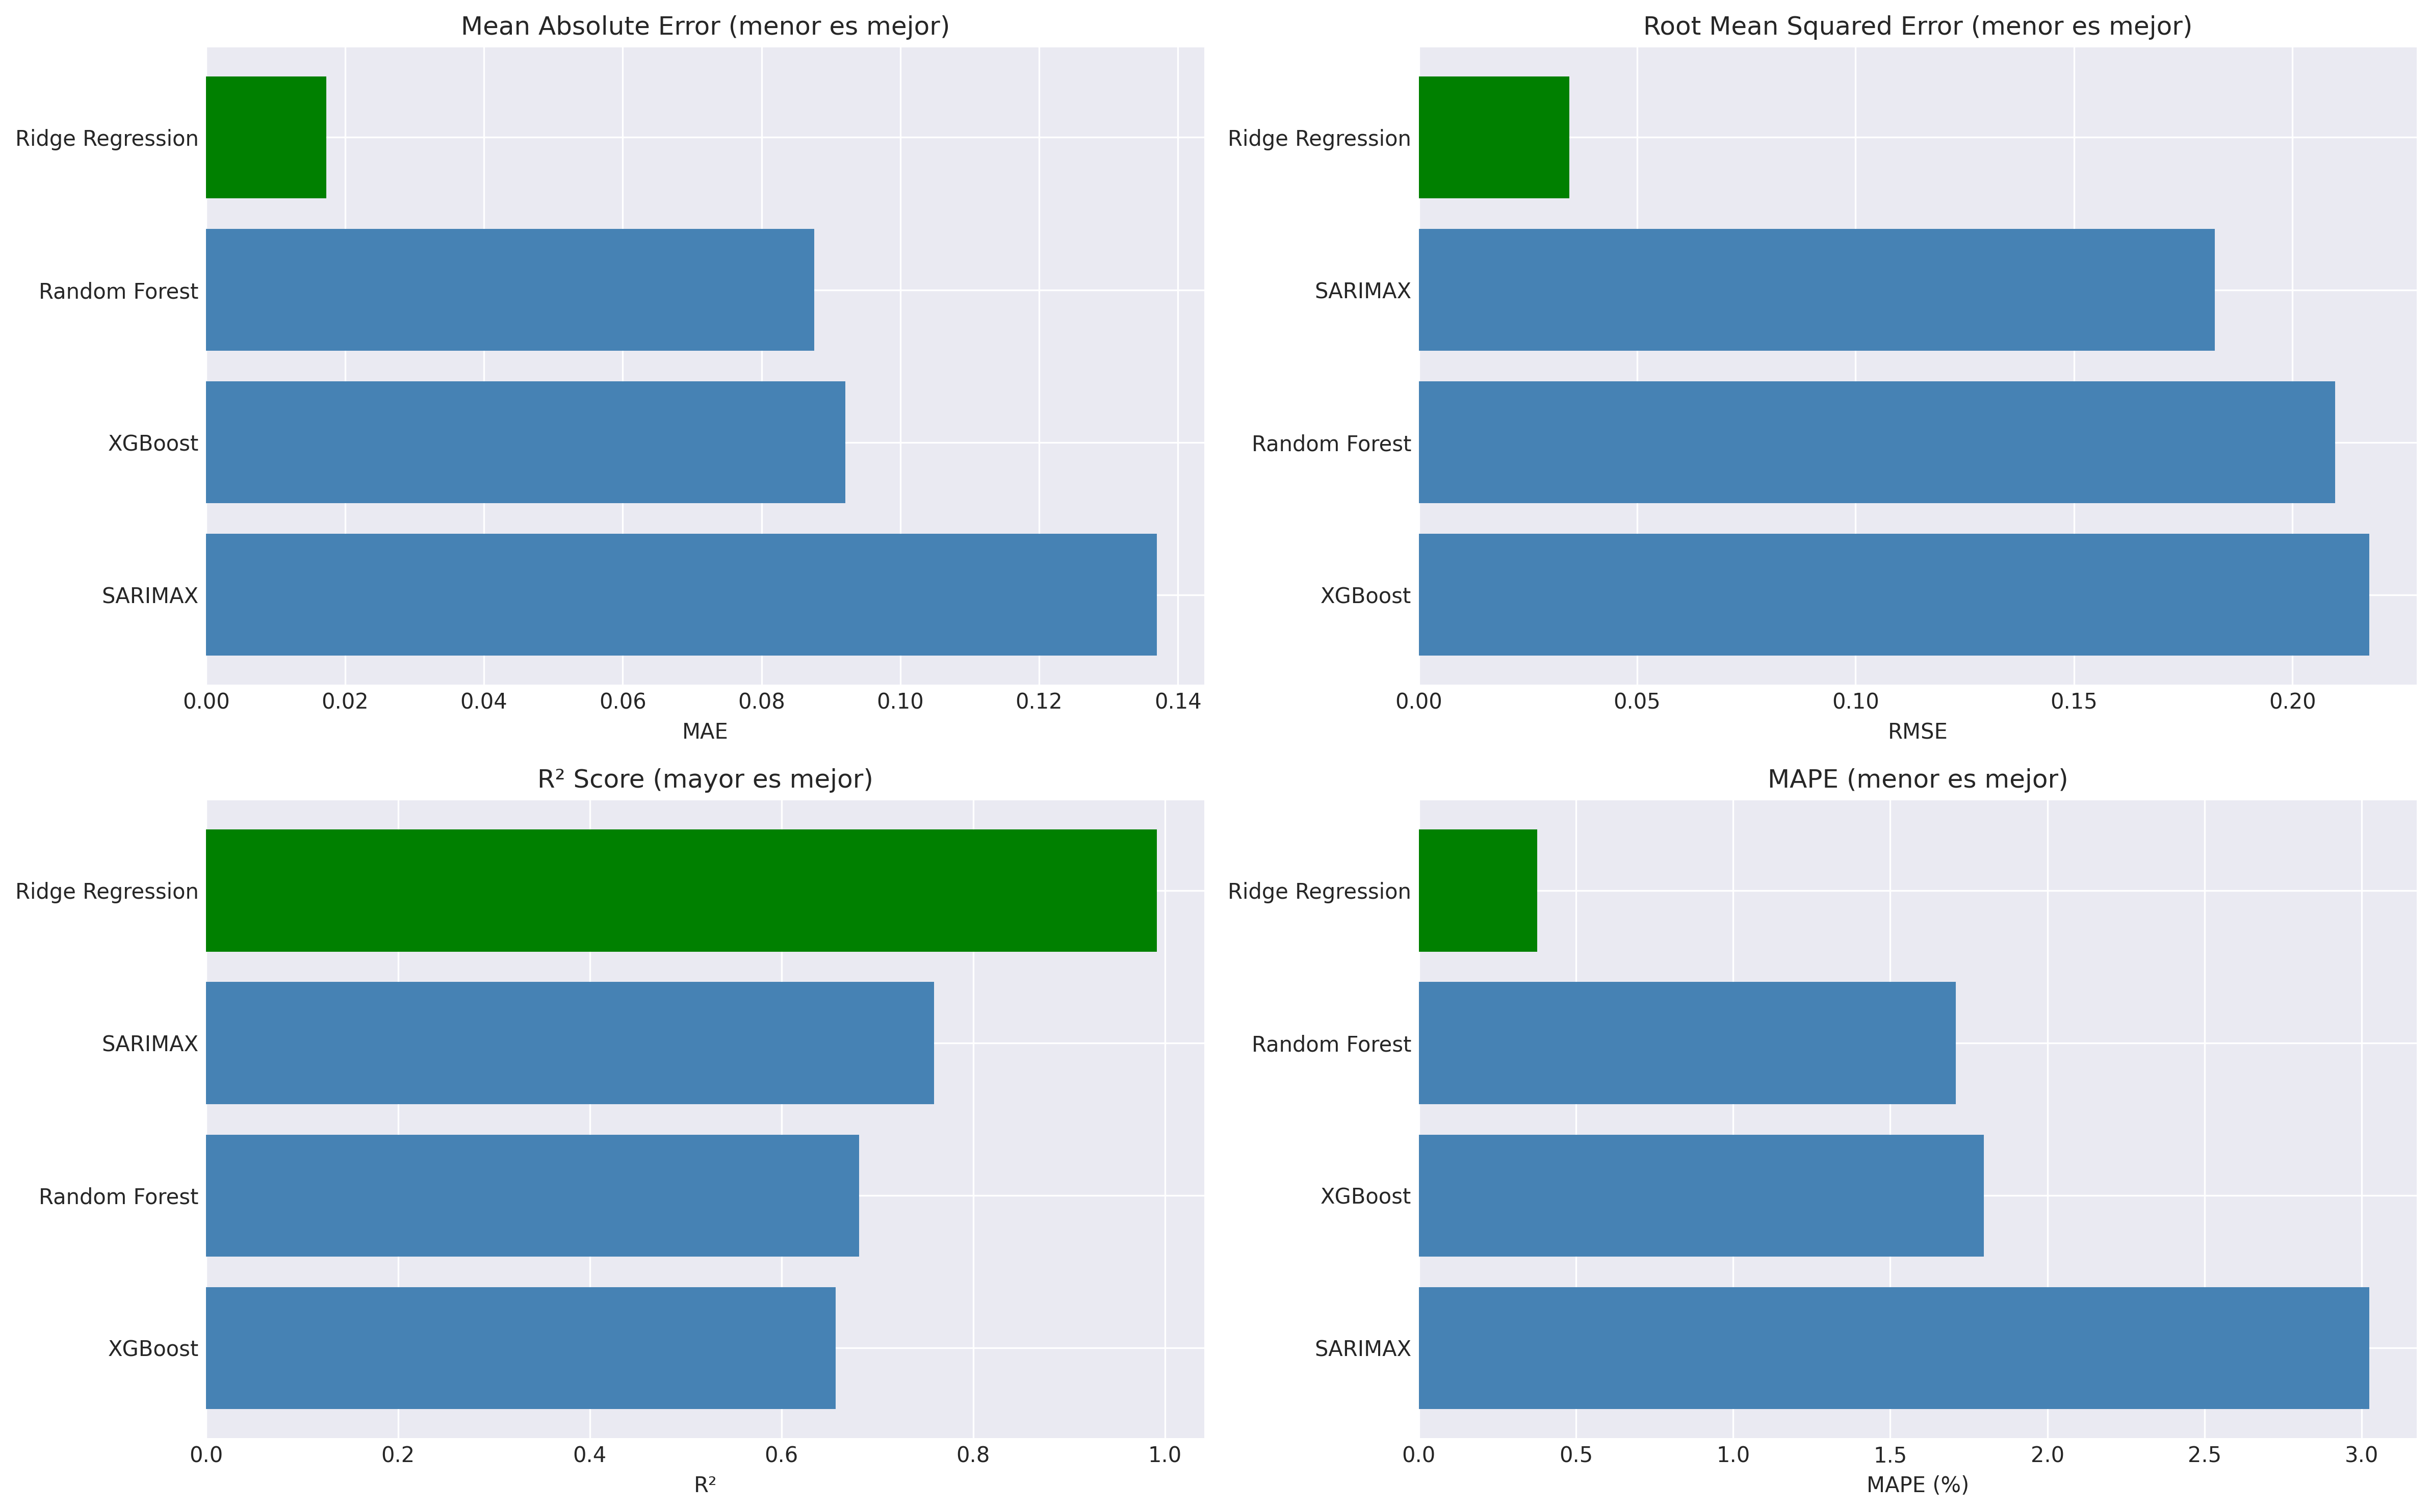 Mean Absolute Error (menor es mejor)
Ridge Regression
Random Forest
XGBoost
SARIMAX
0.00 0.02 0.04 0.06 0.08 0.10 0.12 0.14
MAE
Root Mean Squared Error (menor es mejor)
Ridge Regression
SARIMAX
Random Forest
XGBoost
0.00 0.05 0.10 0.15 0.20
RMSE
R² Score (mayor es mejor)
Ridge Regression
SARIMAX
Random Forest
XGBoost
0.0 0.2 0.4 0.6 0.8 1.0
R²
MAPE (menor es mejor)
Ridge Regression
Random Forest
XGBoost
SARIMAX
0.0 0.5 1.0 1.5 2.0 2.5 3.0
MAPE (%)